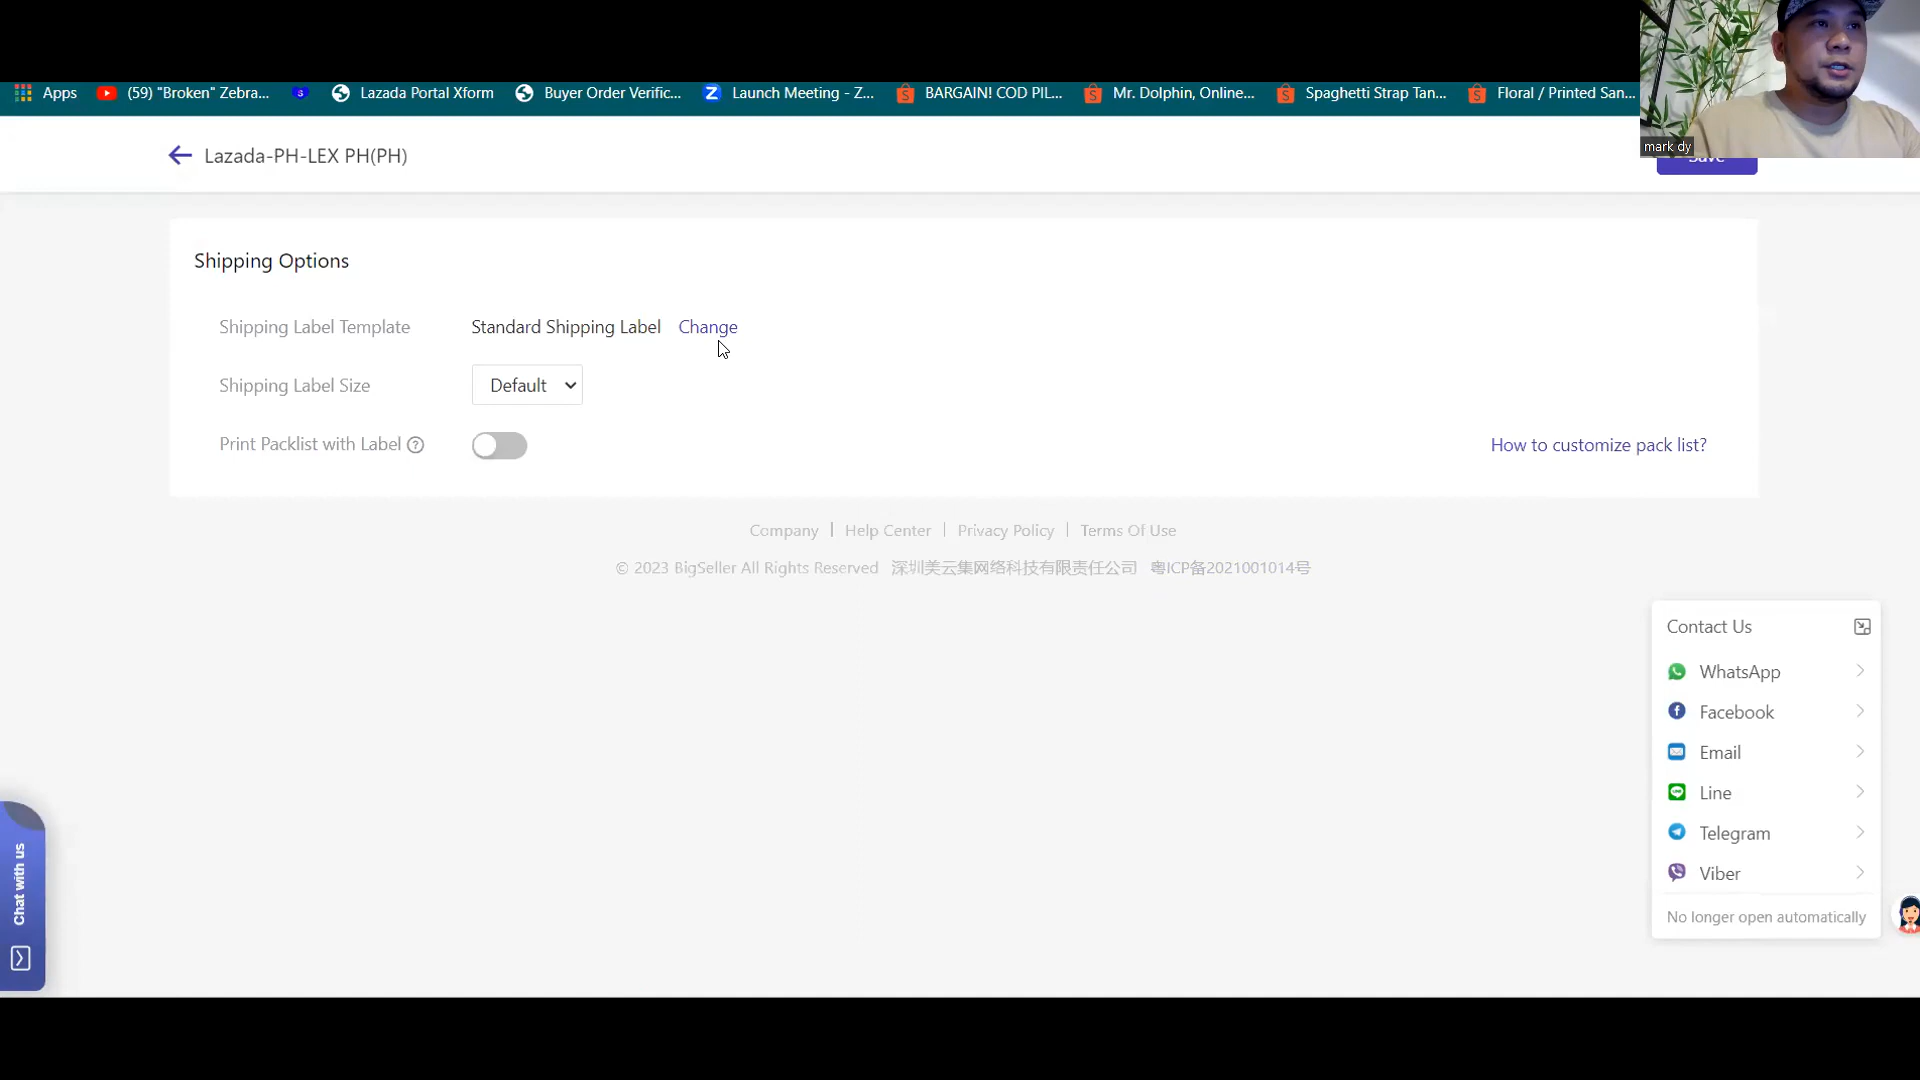 Apps (59) "Broken" Zebra... Lazada Portal Xform Buyer Order Verific... Launch Meeting - Z... BARGAIN! COD PIL... Mr. Dolphin, Online... Spaghetti Strap Tan... Floral / Printed San...
mark dy
Lazada-PH-LEX PH(PH)
Save
Shipping Options
Shipping Label Template Standard Shipping Label Change
Shipping Label Size Default
Print Packlist with Label ? How to customize pack list?
Company | Help Center | Privacy Policy | Terms Of Use
© 2023 BigSeller All Rights Reserved 深圳美云集网络科技有限责任公司 粤ICP备2021001014号
Contact Us
WhatsApp
Facebook
Email
Line
Telegram
Viber
No longer open automatically
Chat with us